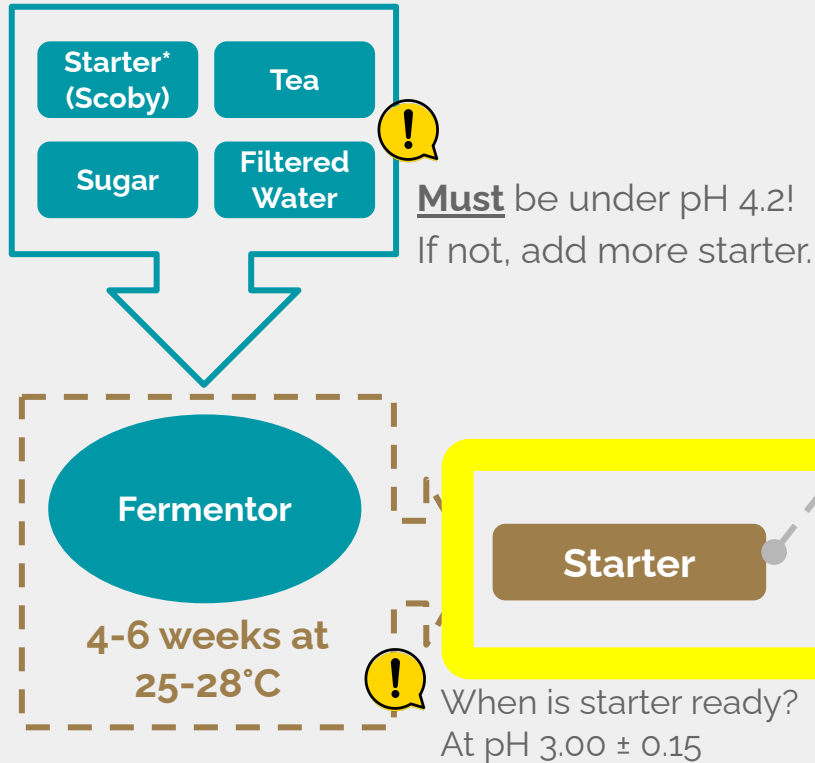 Starter*
(Scoby)
Tea
Sugar
Filtered
Water
Must be under pH 4.2!
If not, add more starter.
Fermentor
4-6 weeks at
25-28°C
Starter
When is starter ready?
At pH 3.00 ± 0.15